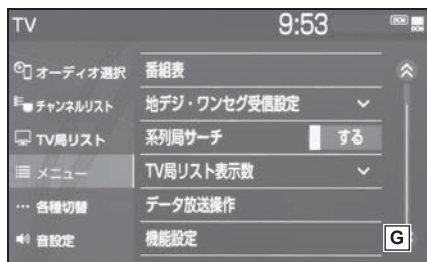 TV
9:53
DCM
オーディオ選択
番組表
チャンネルリスト
地デジ・ワンセグ受信設定
TV局リスト
系列局サーチ
する
メニュー
TV局リスト表示数
各種切替
データ放送操作
音設定
機能設定
G